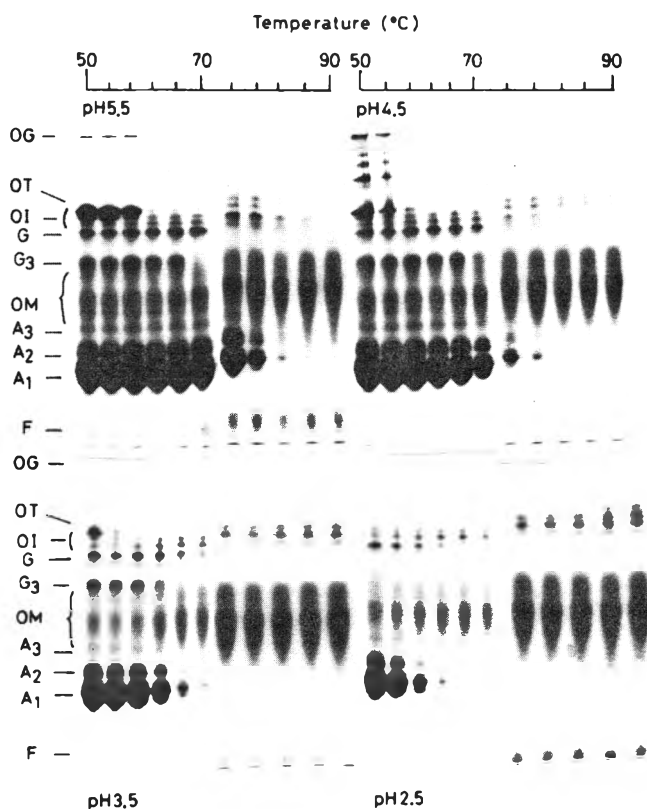 Temperature (°C)
50 70 90 50 70 90
pH5.5 pH4.5
OG
OT
OI
G
G3
OM
A3
A2
A1
F
OG
OT
OI
G
G3
OM
A3
A2
A1
F
pH3.5 pH2.5